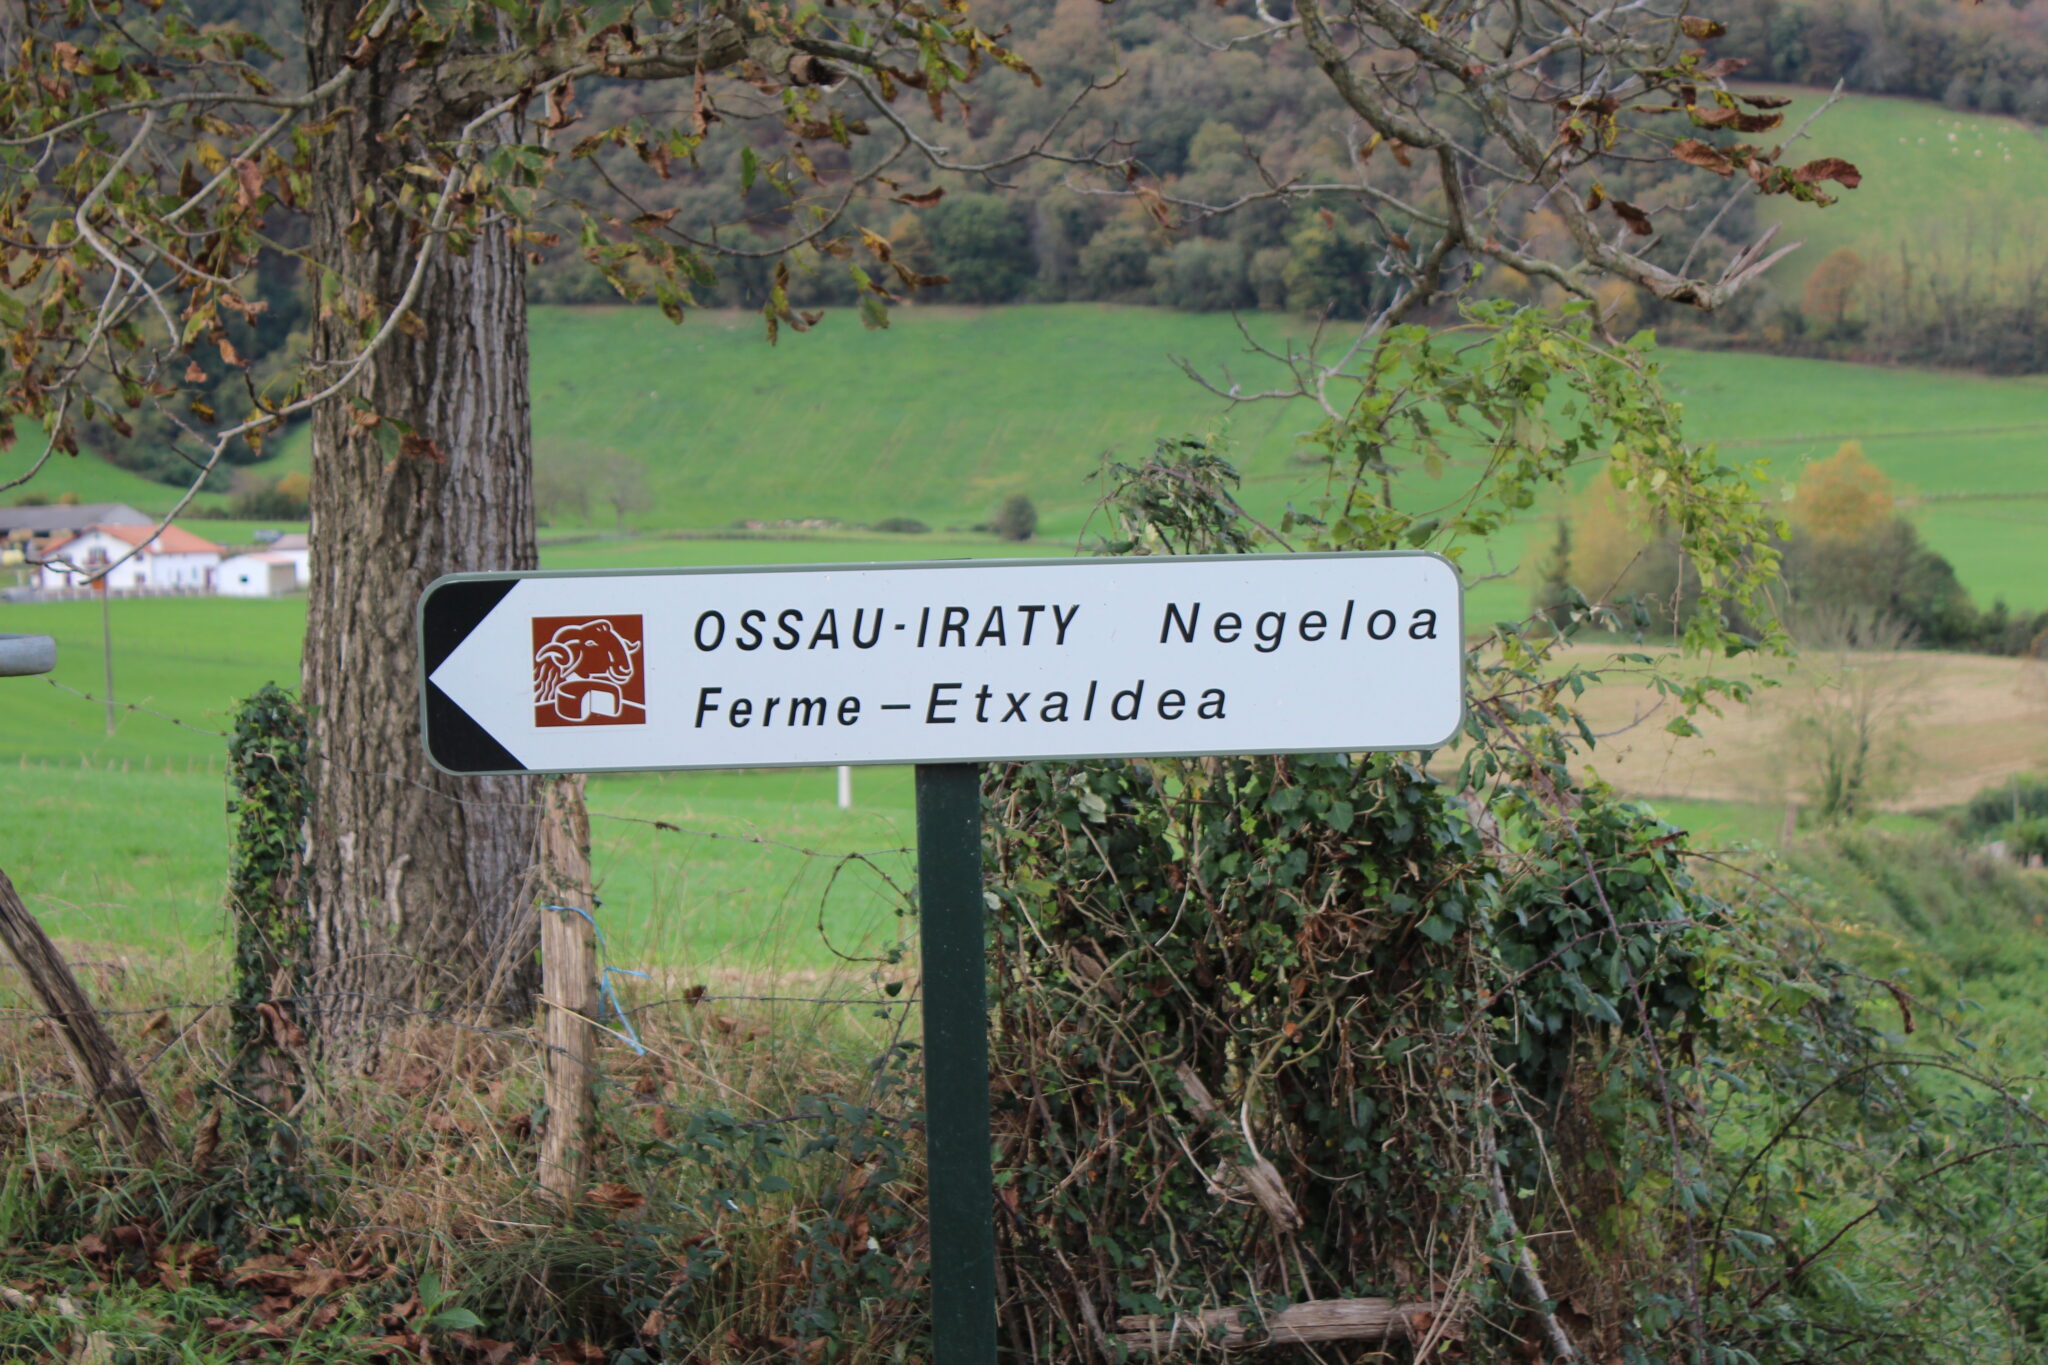 OSSAU-IRATY Negeloa
Ferme - Etxaldea